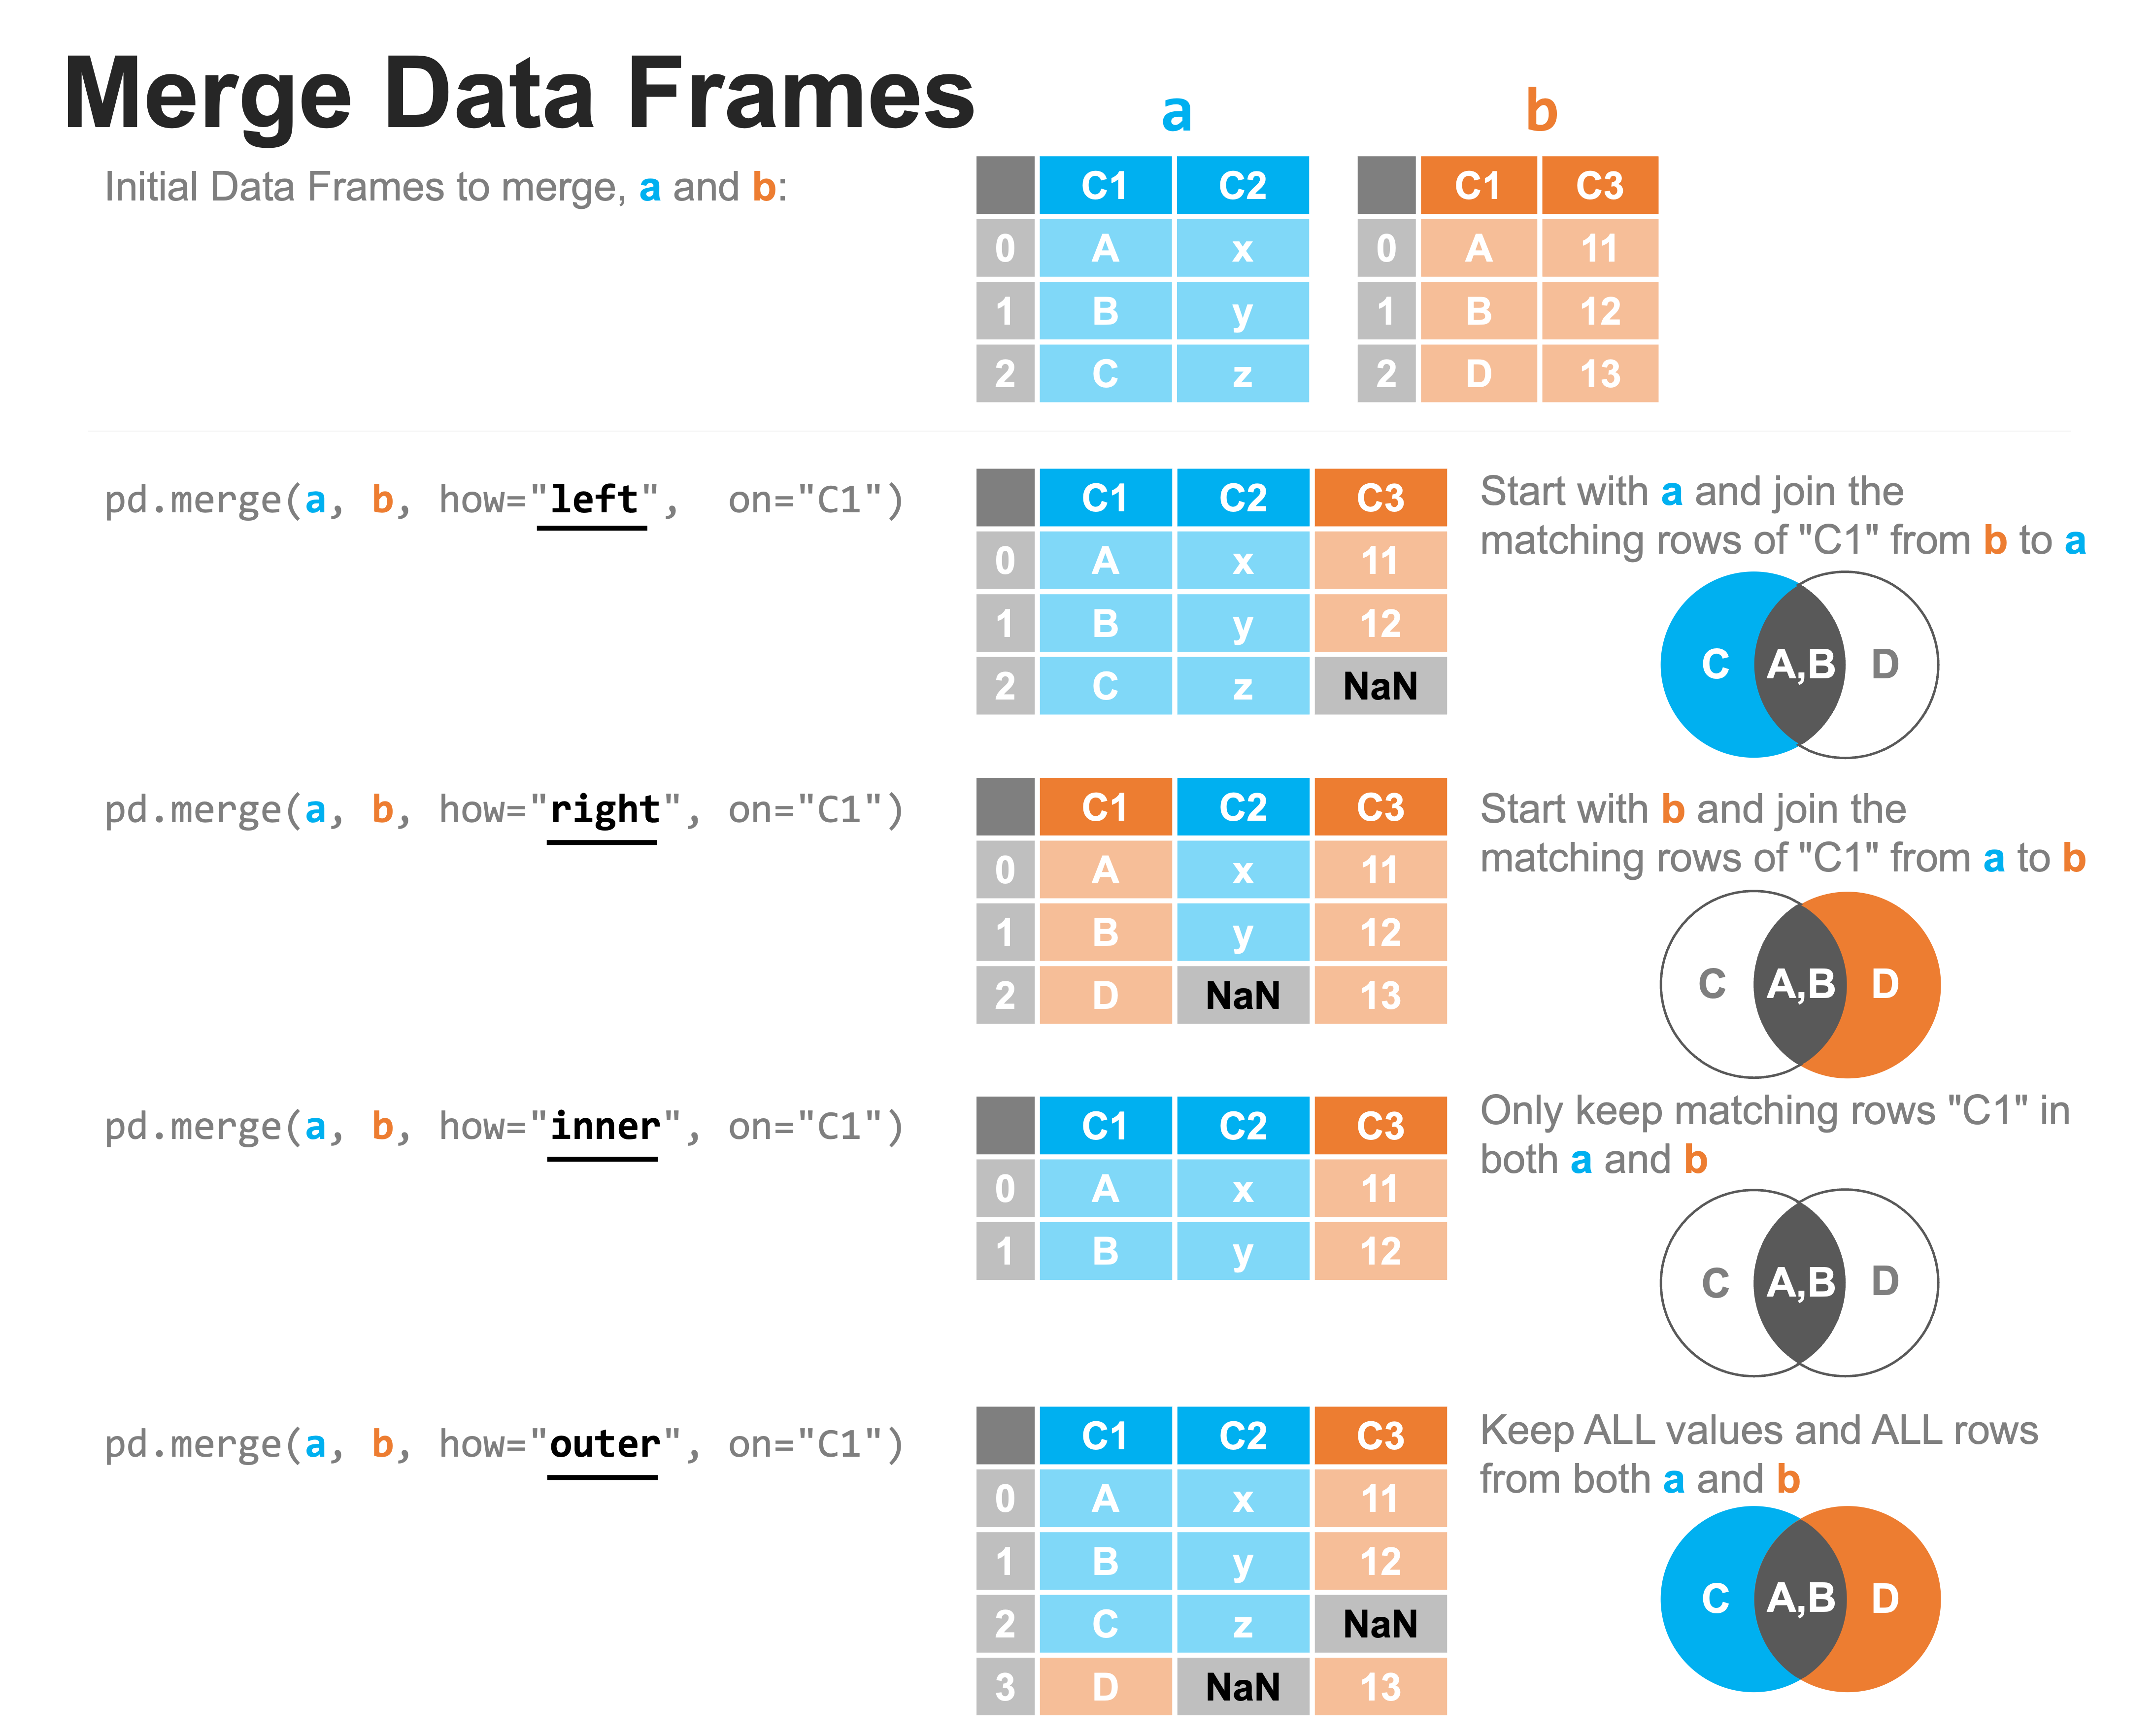 Merge Data Frames
Initial Data Frames to merge, a and b:
a
C1 C2
0 A x
1 B y
2 C z
b
C1 C3
0 A 11
1 B 12
2 D 13
pd.merge(a, b, how="left", on="C1")
C1 C2 C3
0 A x 11
1 B y 12
2 C z NaN
Start with a and join the
matching rows of "C1" from b to a
C A,B D
pd.merge(a, b, how="right", on="C1")
C1 C2 C3
0 A x 11
1 B y 12
2 D NaN 13
Start with b and join the
matching rows of "C1" from a to b
C A,B D
pd.merge(a, b, how="inner", on="C1")
C1 C2 C3
0 A x 11
1 B y 12
Only keep matching rows "C1" in
both a and b
C A,B D
pd.merge(a, b, how="outer", on="C1")
C1 C2 C3
0 A x 11
1 B y 12
2 C z NaN
3 D NaN 13
Keep ALL values and ALL rows
from both a and b
C A,B D